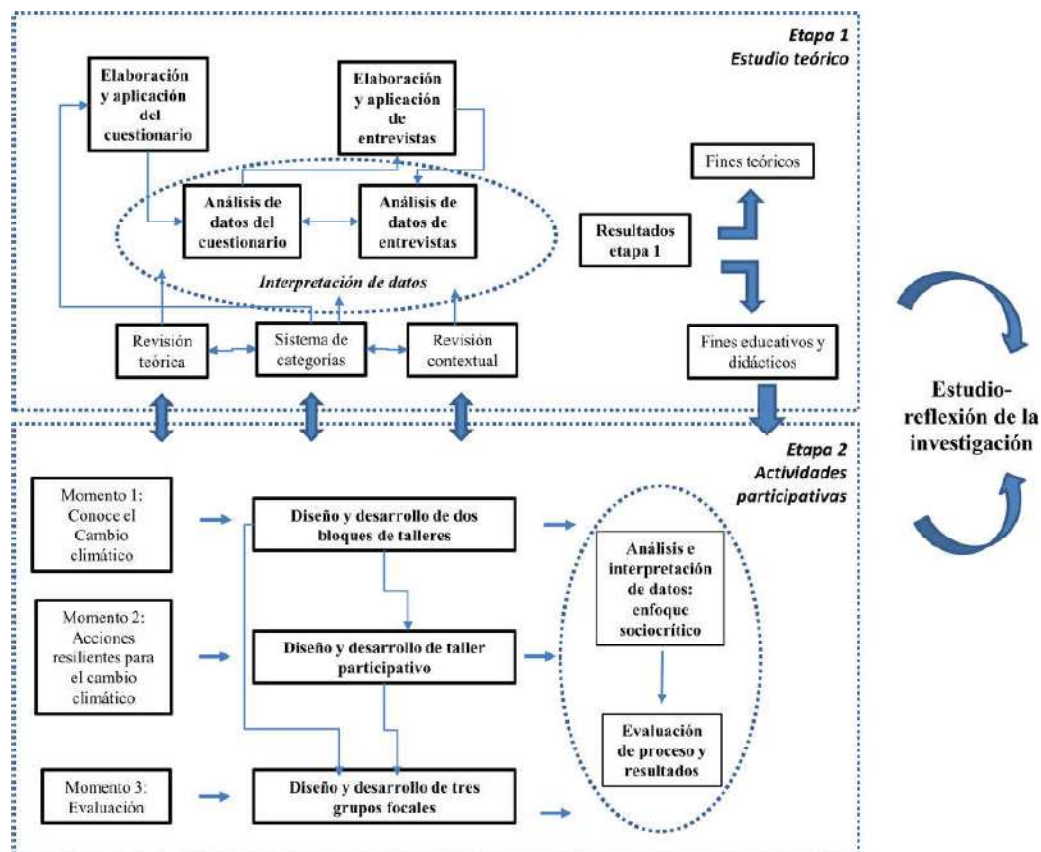 Etapa 1
Estudio teórico
Elaboración
y aplicación
del
cuestionario
Elaboración
y aplicación
de
entrevistas
Análisis de
datos del
cuestionario
Análisis de
datos de
entrevistas
Interpretación de datos
Revisión
teórica
Sistema de
categorías
Revisión
contextual
Resultados
etapa 1
Fines teóricos
Fines educativos y
didácticos
Estudio-
reflexión de la
investigación
Etapa 2
Actividades
participativas
Momento 1:
Conoce el
Cambio
climático
Diseño y desarrollo de dos
bloques de talleres
Momento 2:
Acciones
resilientes para
el cambio
climático
Diseño y desarrollo de taller
participativo
Momento 3:
Evaluación
Diseño y desarrollo de tres
grupos focales
Análisis e
interpretación
de datos:
enfoque
sociocrítico
Evaluación
de proceso y
resultados